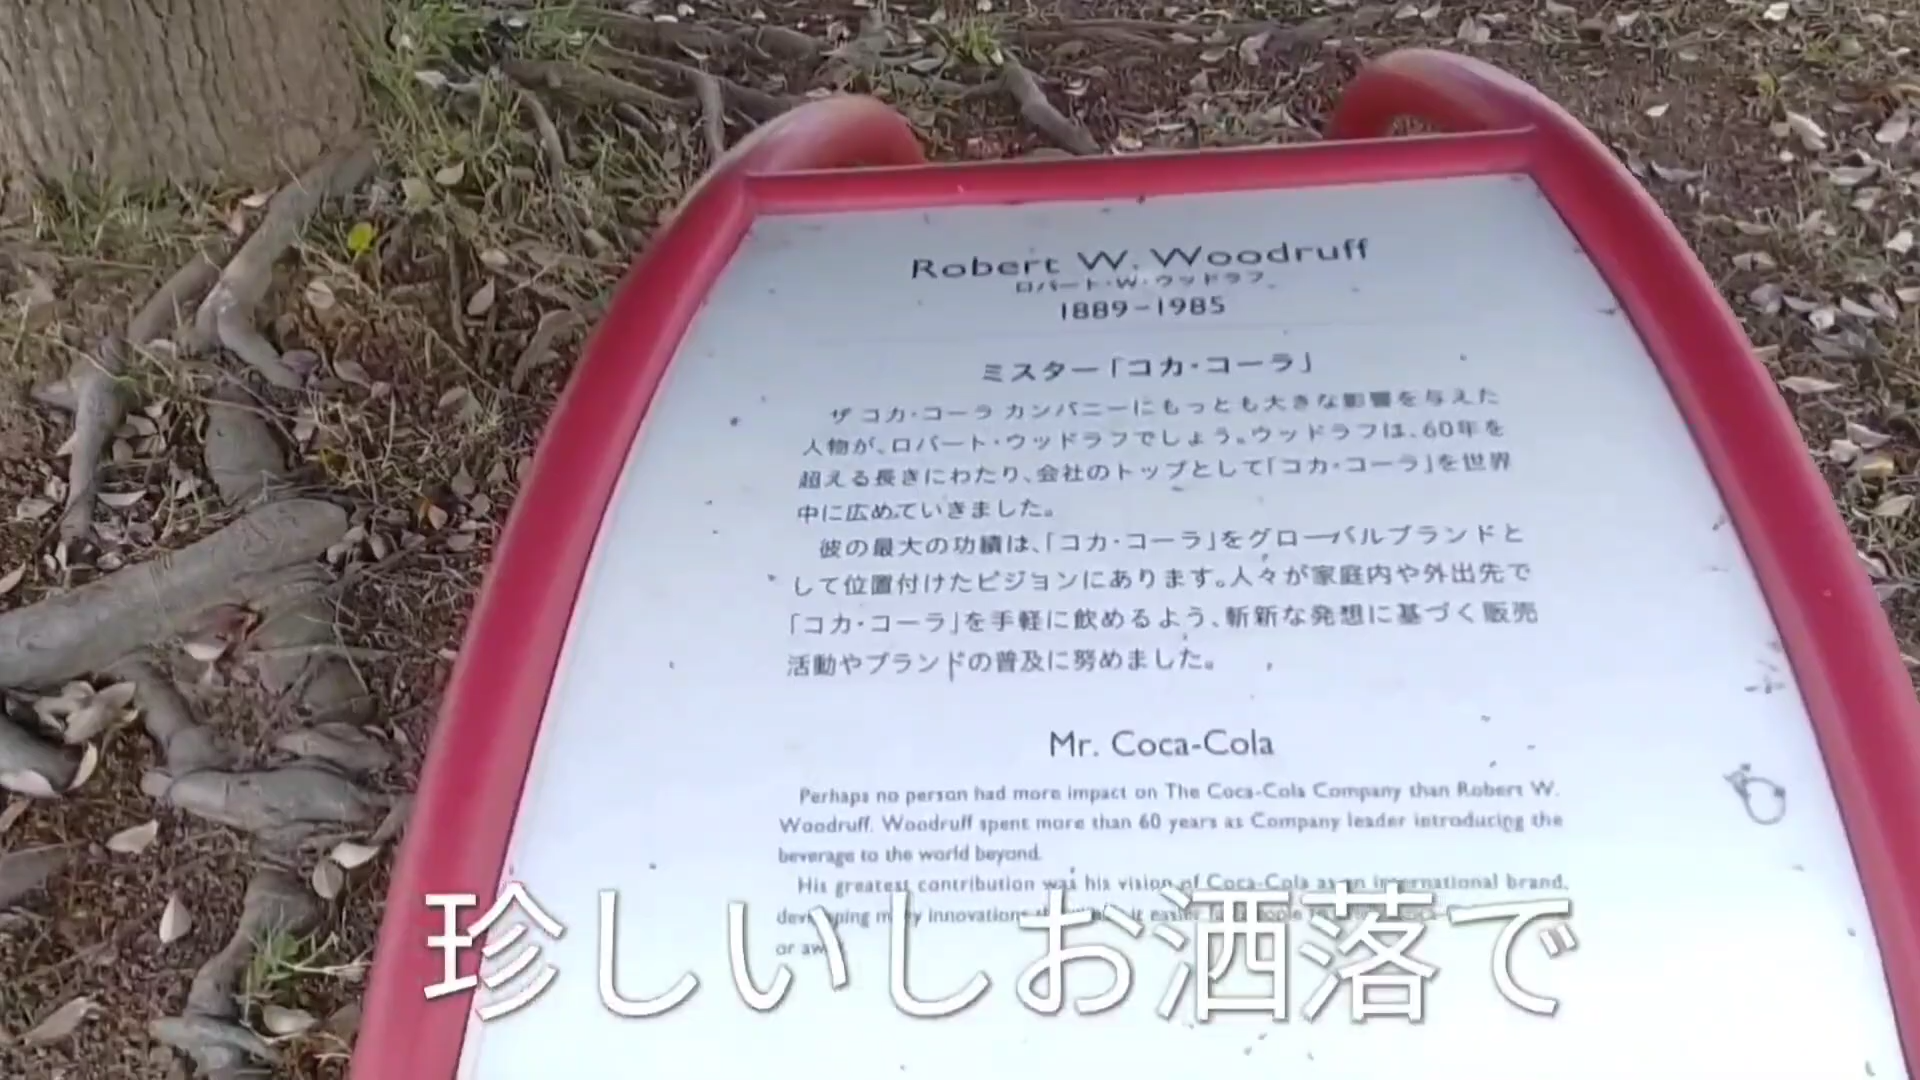 Robert W. Woodruff
ロバート・W・ウッドラフ
1889-1985
ミスター「コカ・コーラ」
ザ コカ・コーラ カンパニーにもっとも大きな影響を与えた
人物が、ロバート・ウッドラフでしょう。ウッドラフは、60年を
超える長きにわたり、会社のトップとして「コカ・コーラ」を世界
中に広めていきました。
彼の最大の功績は、「コカ・コーラ」をグローバルブランドと
して位置付けたビジョンにあります。人々が家庭内や外出先で
「コカ・コーラ」を手軽に飲めるよう、斬新な発想に基づく販売
活動やブランドの普及に努めました。
Mr. Coca-Cola
Perhaps no person had more impact on The Coca-Cola Company than Robert W.
Woodruff. Woodruff spent more than 60 years as Company leader introducing the
beverage to the world beyond.
His greatest contribution was his vision of Coca-Cola as an international brand,
innovations it
or
珍しいしお洒落で